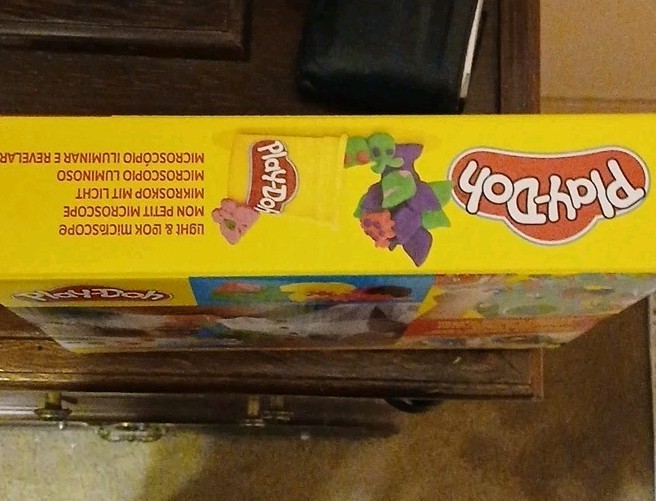 Play-Doh
Play-Doh
Light & Look Microscope
MON PETIT MICROSCOPE
MIKROSKOP MIT LICHT
MICROSCOPIO LUMINOSO
MICROSCÓPIO ILUMINAR E REVELAR
Play-Doh